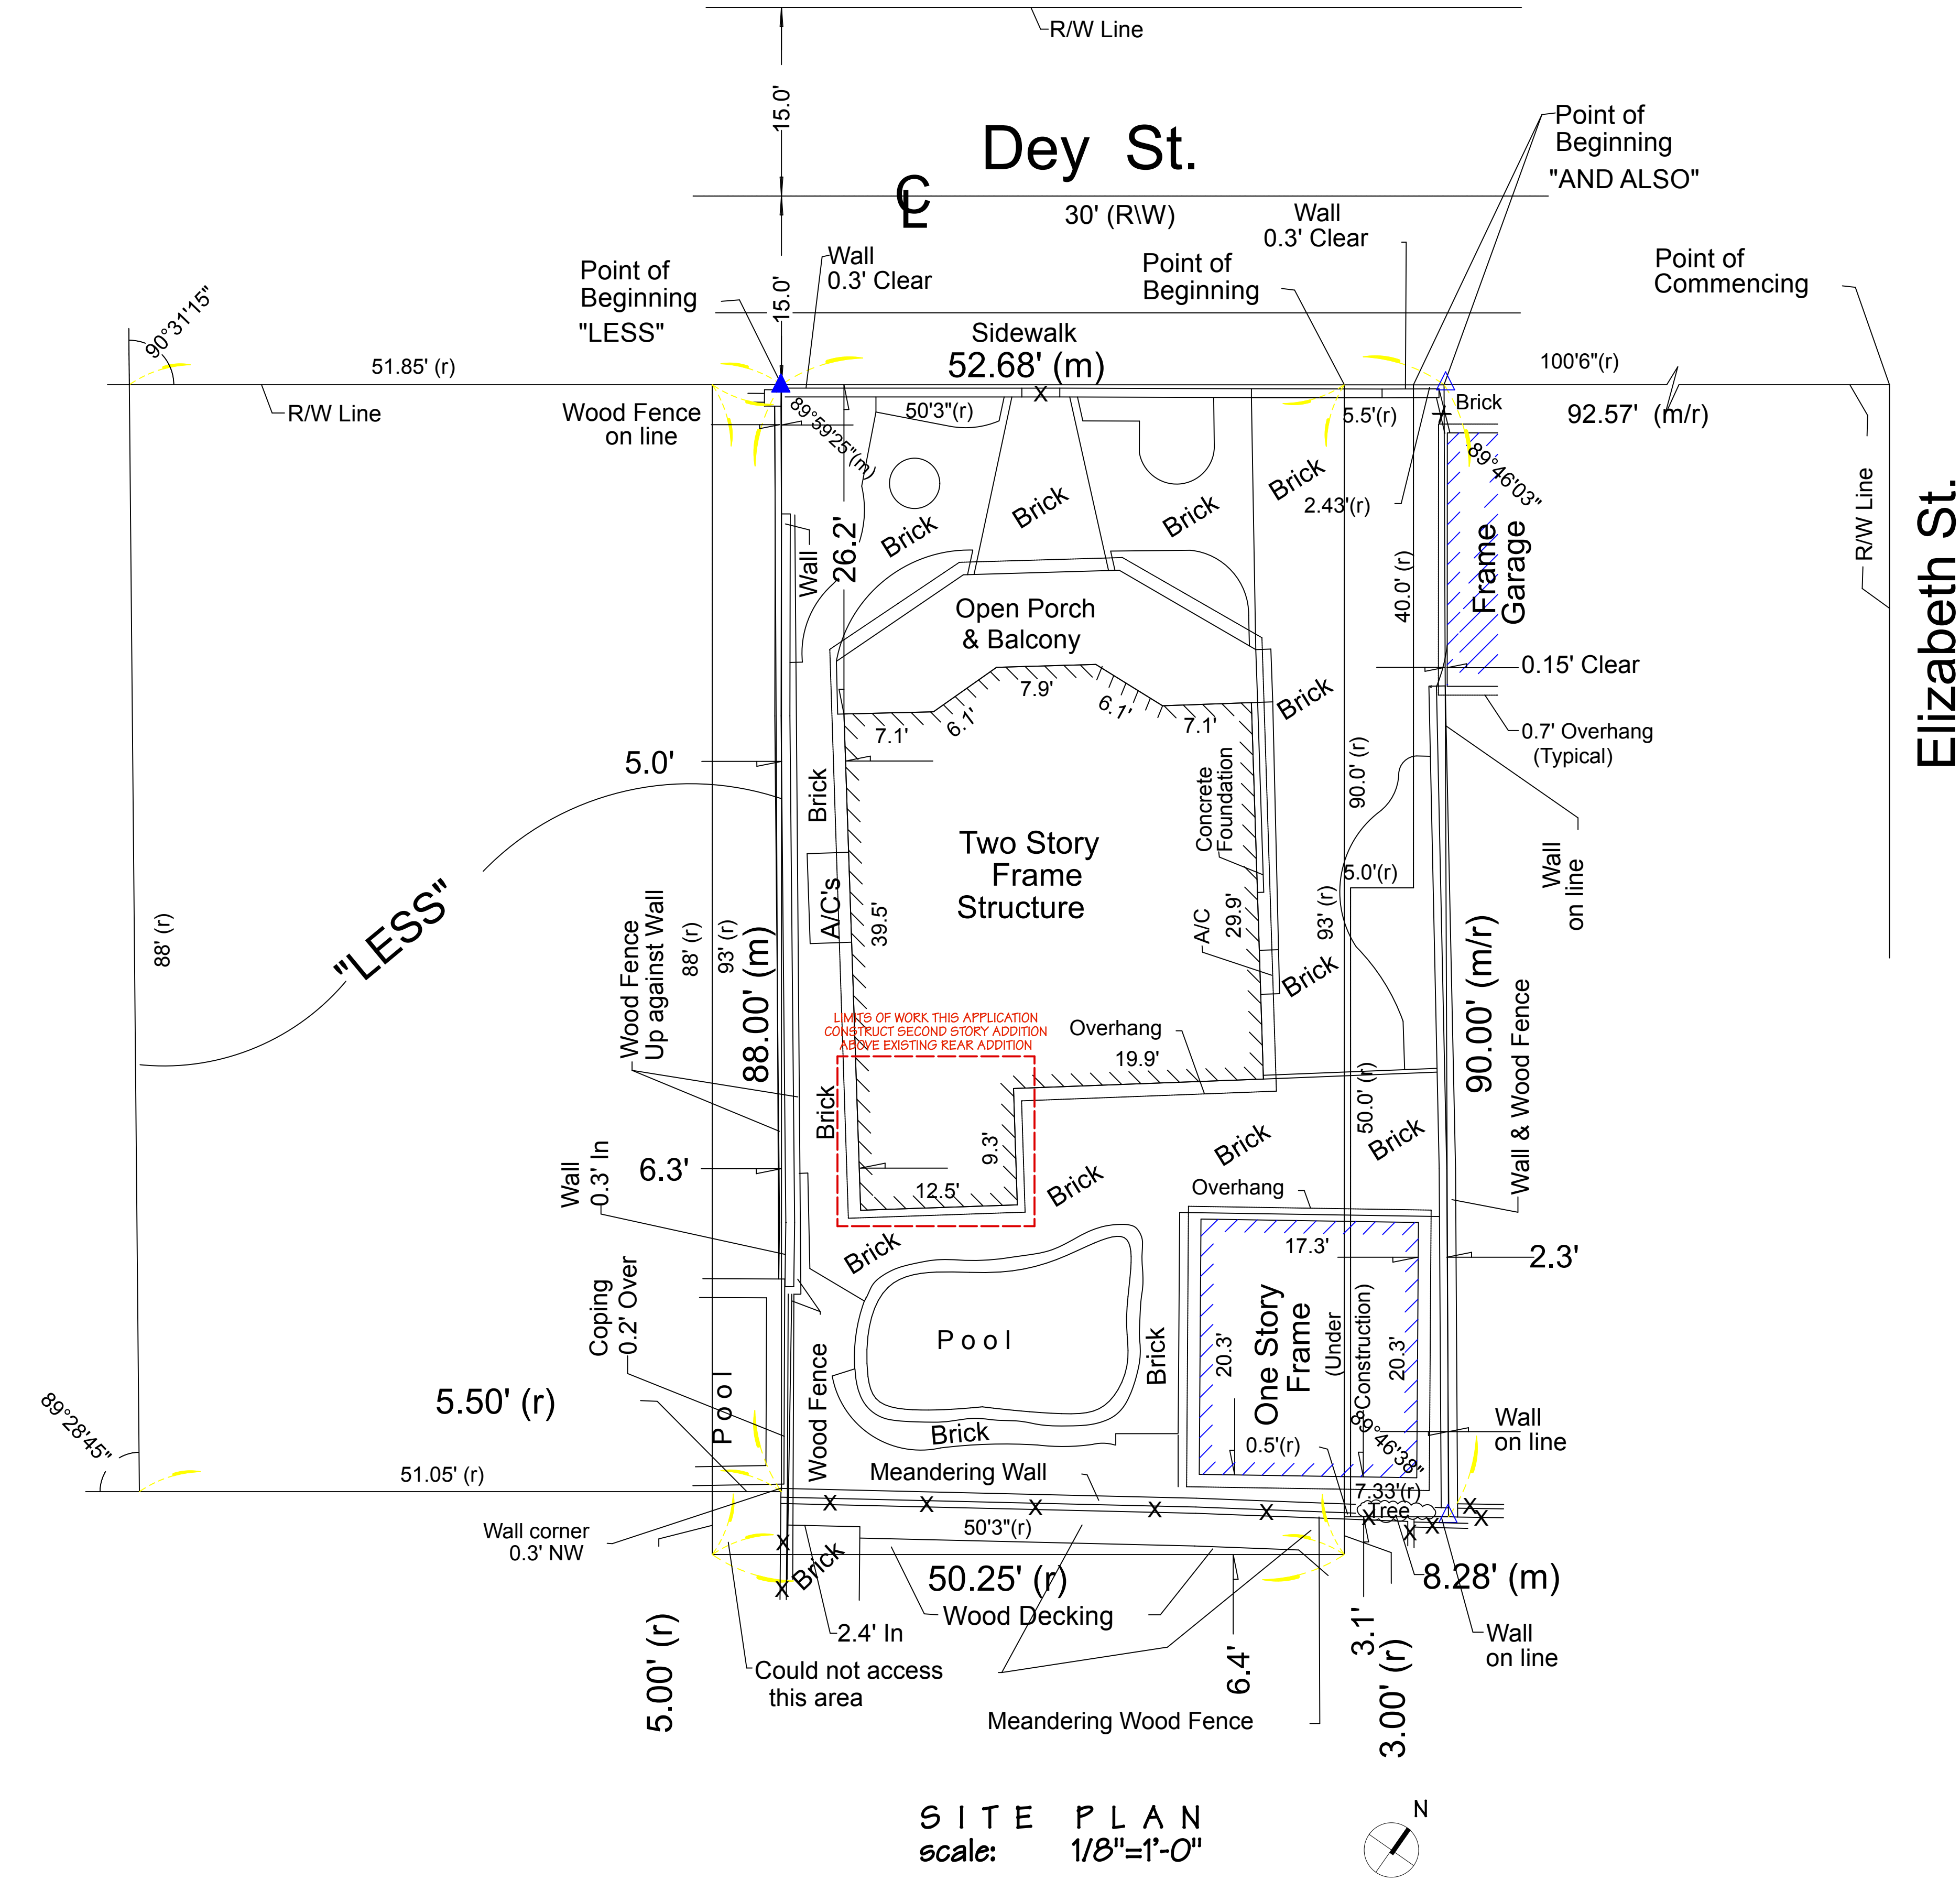 R/W Line
15.0'
Dey St.
CL
30' (R\W)
15.0'
Point of
Beginning
"AND ALSO"
Wall
0.3' Clear
Wall
0.3' Clear
Point of
Beginning
"LESS"
Point of
Beginning
Point of
Commencing
90°31'15"
Sidewalk
52.68' (m)
51.85' (r)
100'6"(r)
R/W Line
Wood Fence
on line
89°59'25"(m)
50'3"(r)
5.5'(r)
Brick
92.57' (m/r)
89°46'03"
2.43'(r)
Brick
Brick
Brick
Brick
26.2'
Wall
40.0' (r)
Frame
Garage
R/W Line
Elizabeth St.
Open Porch
& Balcony
0.15' Clear
7.9'
6.1'
6.1'
7.1'
7.1'
Brick
0.7' Overhang
(Typical)
5.0'
Brick
Concrete
Foundation
90.0' (r)
Two Story
Frame
Structure
Wall
on line
5.0'(r)
"LESS"
88' (r)
Wood Fence
Up against Wall
88' (r)
93' (r)
88.00' (m)
A/C's
39.5'
A/C
29.9'
93' (r)
Brick
90.00' (m/r)
LIMITS OF WORK THIS APPLICATION
CONSTRUCT SECOND STORY ADDITION
ABOVE EXISTING REAR ADDITION
Overhang
19.9'
50.0' (r)
Wall & Wood Fence
Brick
9.3'
Brick
Brick
Brick
Wall
0.3' In
6.3'
12.5'
Overhang
Brick
17.3'
2.3'
Coping
0.2' Over
Pool
Pool
Wood Fence
Brick
20.3'
One Story
Frame
(Under
Construction)
20.3'
5.50' (r)
89°28'45"
Brick
0.5'(r)
89°46'38"
Wall
on line
51.05' (r)
Meandering Wall
7.33'(r)
Tree
Wall corner
0.3' NW
50'3"(r)
Brick
50.25' (r)
8.28' (m)
Wood Decking
2.4' In
5.00' (r)
Could not access
this area
6.4'
3.1'
3.00' (r)
Wall
on line
Meandering Wood Fence
SITE PLAN
scale: 1/8"=1'-0"
N